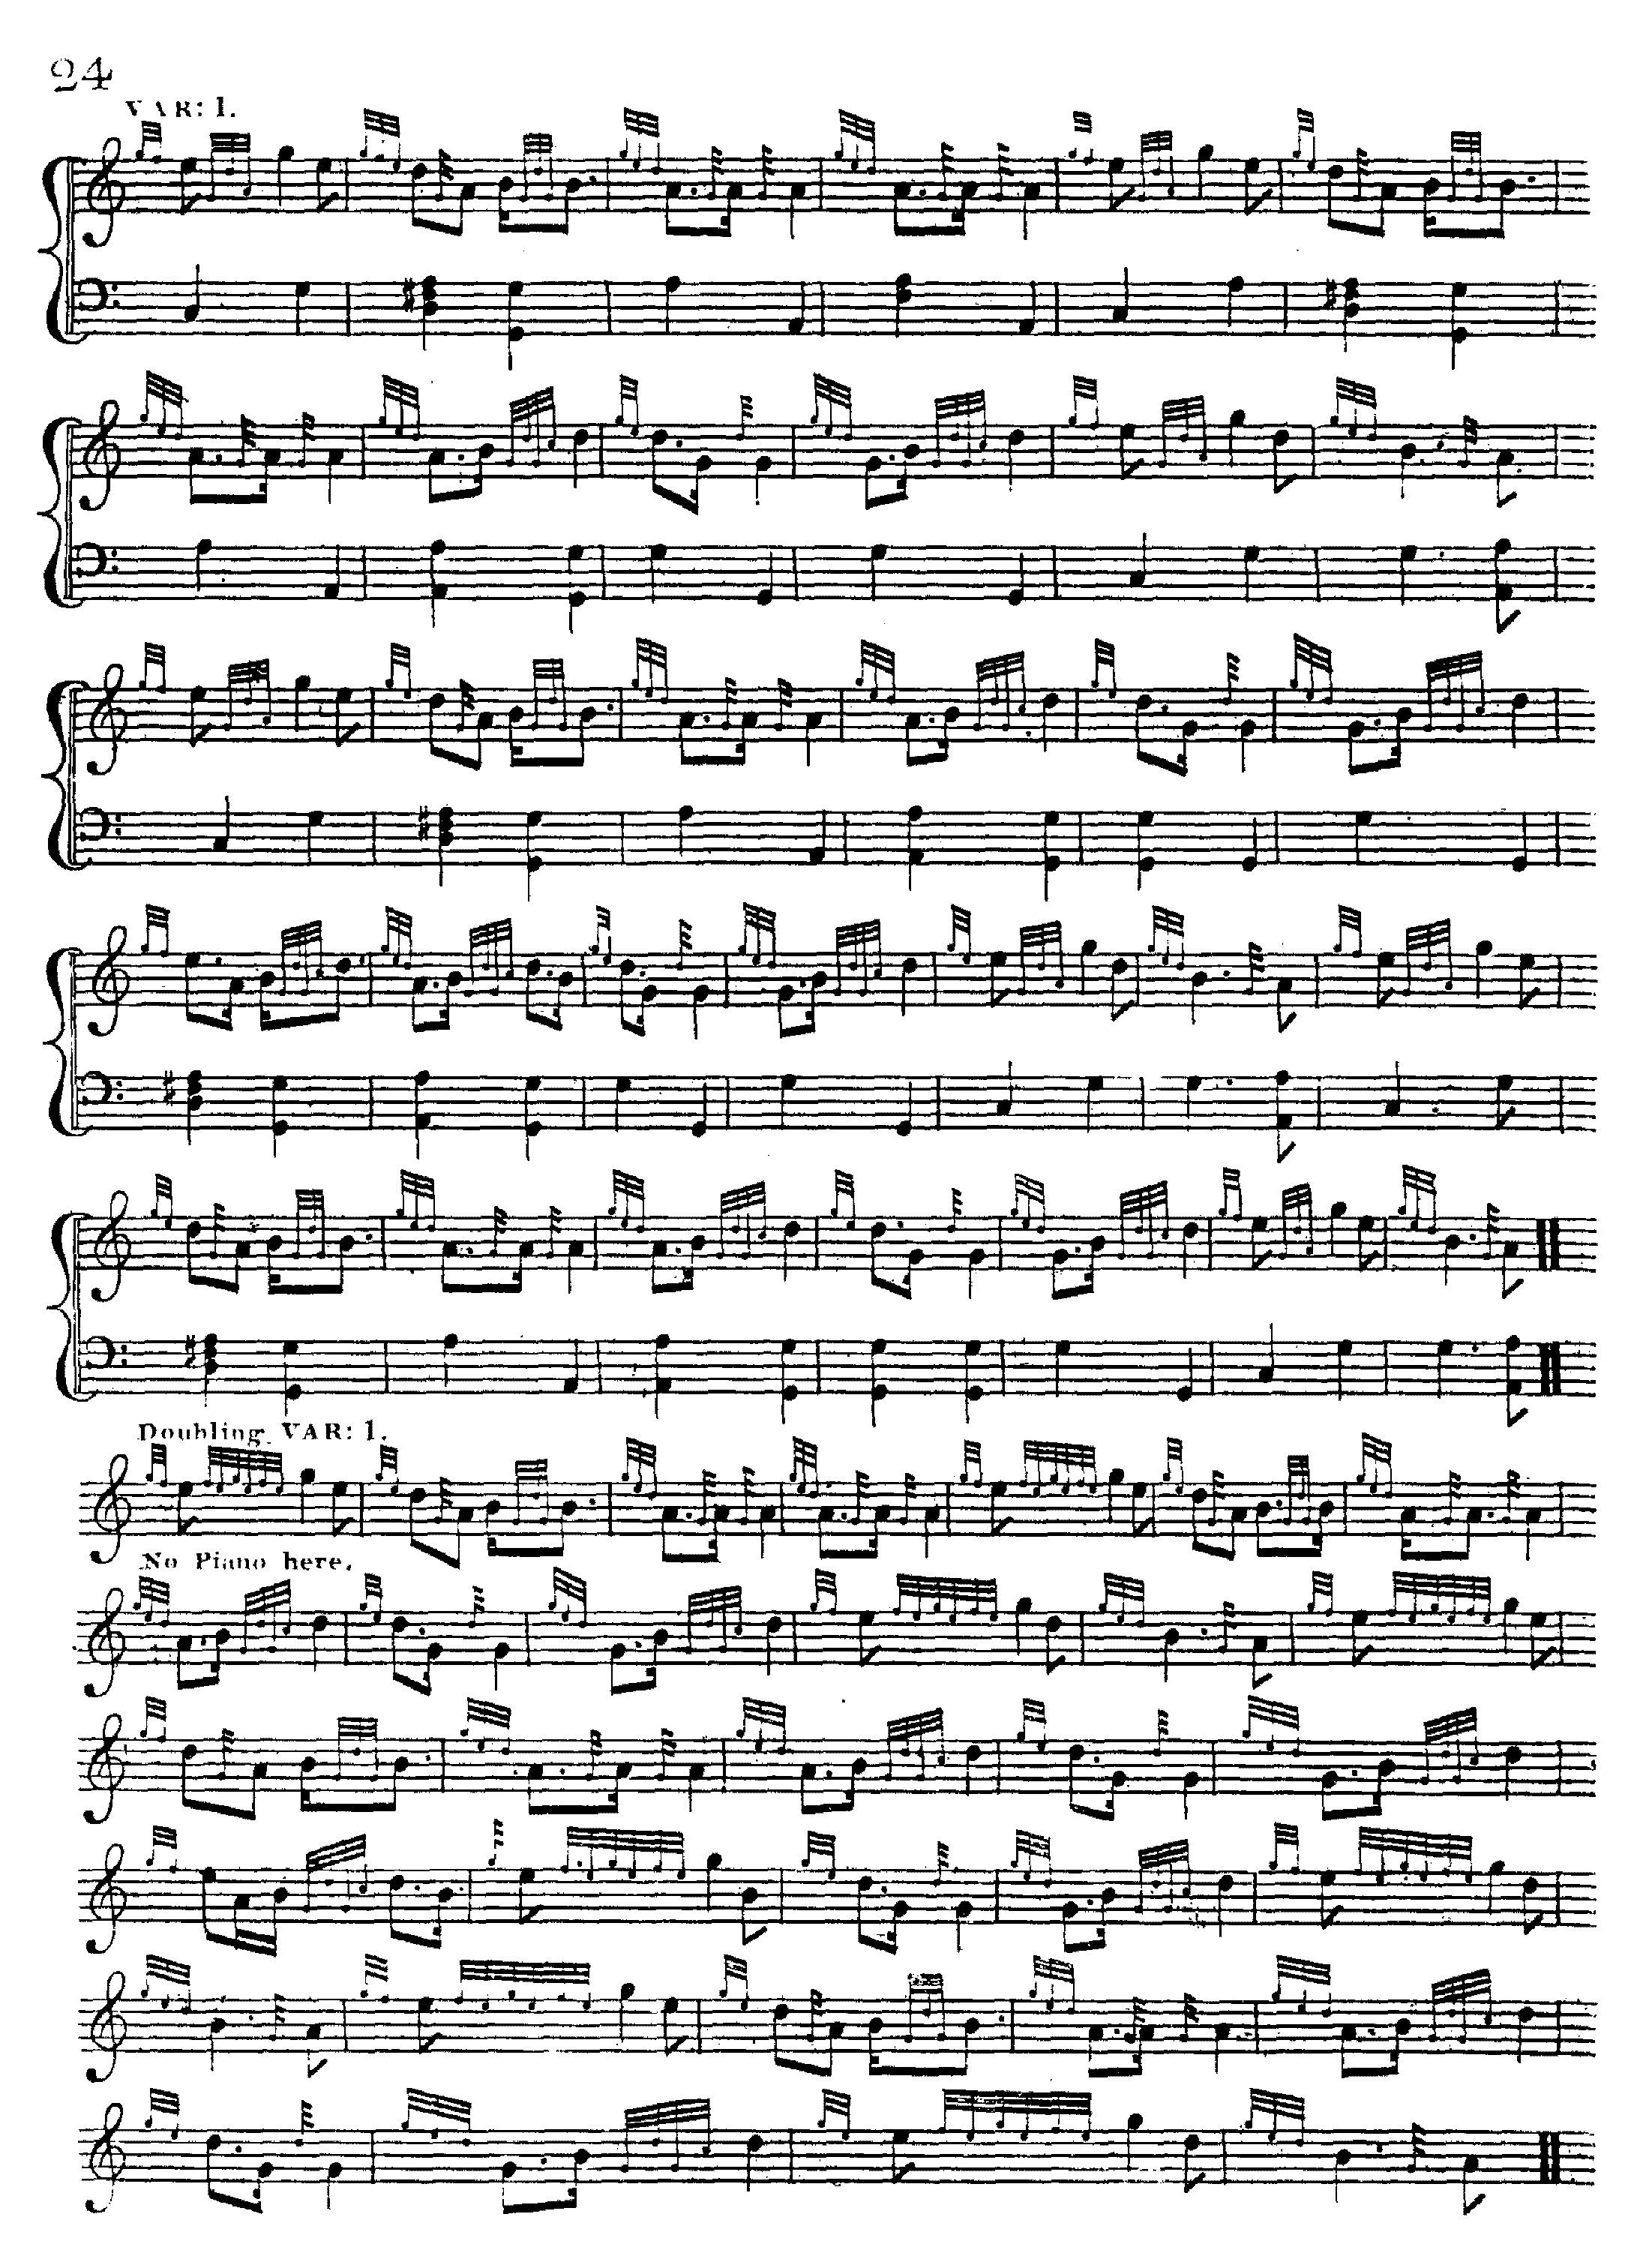 24
VAR: 1.
Doubling VAR: 1.
No Piano here.